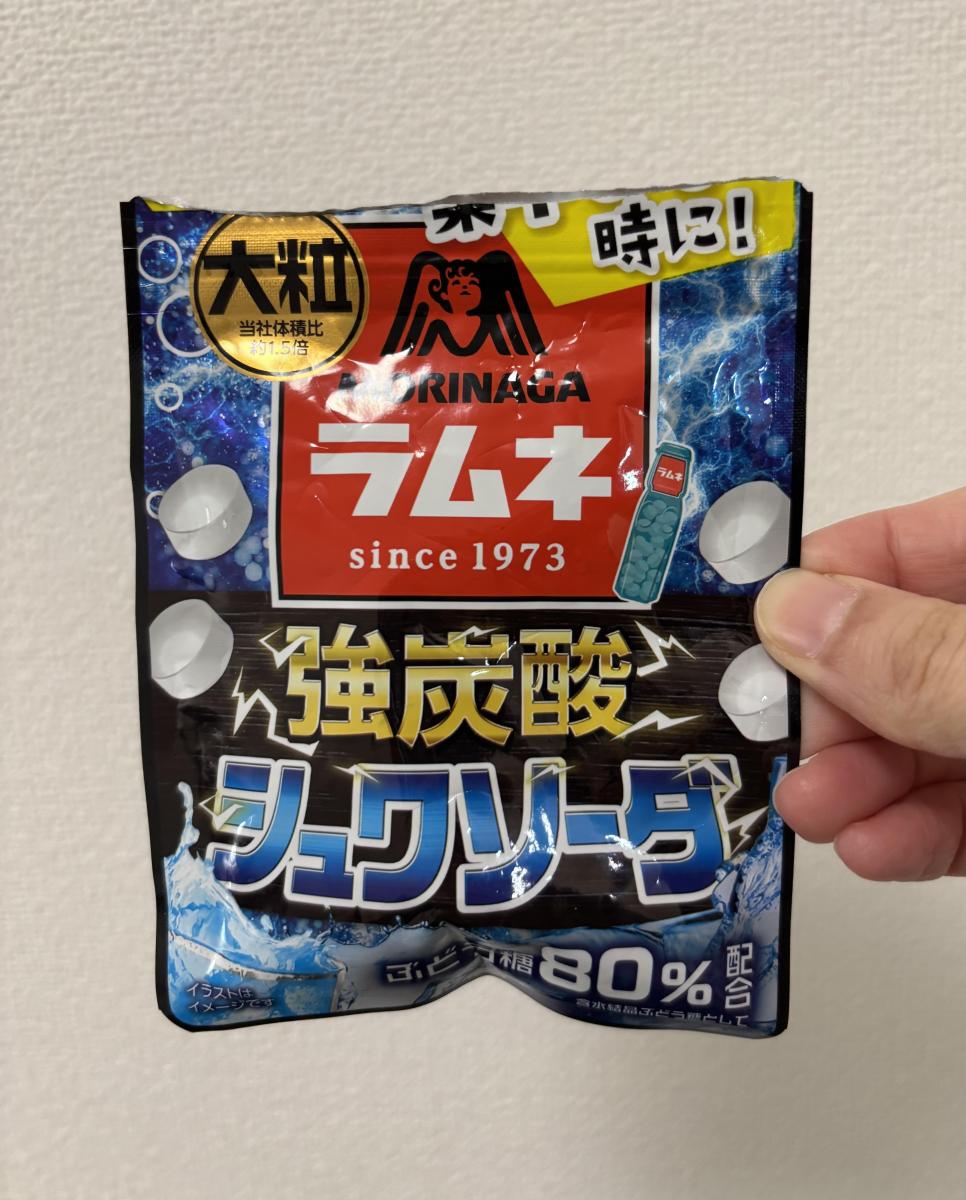 時に!
大粒
当社体積比
約1.5倍
MORINAGA
ラムネ
since 1973
ラムネ
強炭酸
シュワソーダ
ぶどう糖80%配合
含水結晶ぶどう糖として
イラストは
イメージです